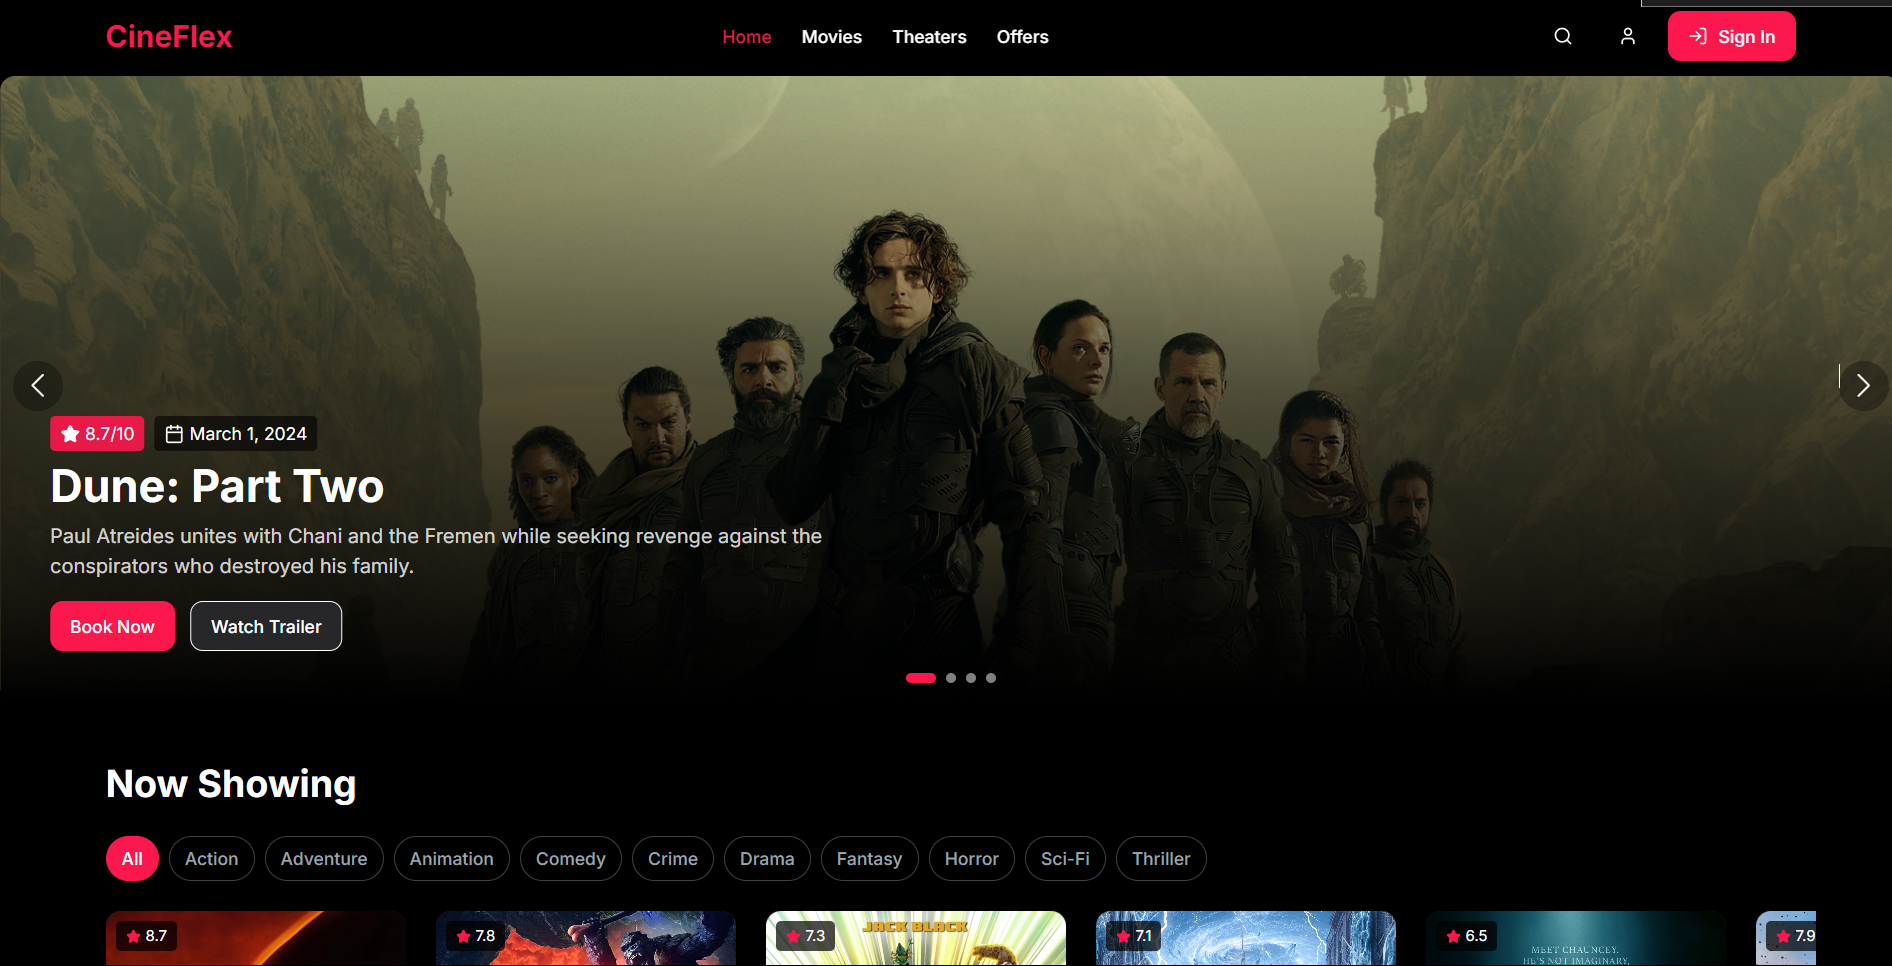 CineFlex
Home Movies Theaters Offers
Sign In
8.7/10 March 1, 2024
Dune: Part Two
Paul Atreides unites with Chani and the Fremen while seeking revenge against the
conspirators who destroyed his family.
Book Now Watch Trailer
Now Showing
All Action Adventure Animation Comedy Crime Drama Fantasy Horror Sci-Fi Thriller
8.7 7.8 7.3 7.1 6.5 7.9
JACK BLACK
MEET CHAUNCEY.
HE'S NOT IMAGINARY,